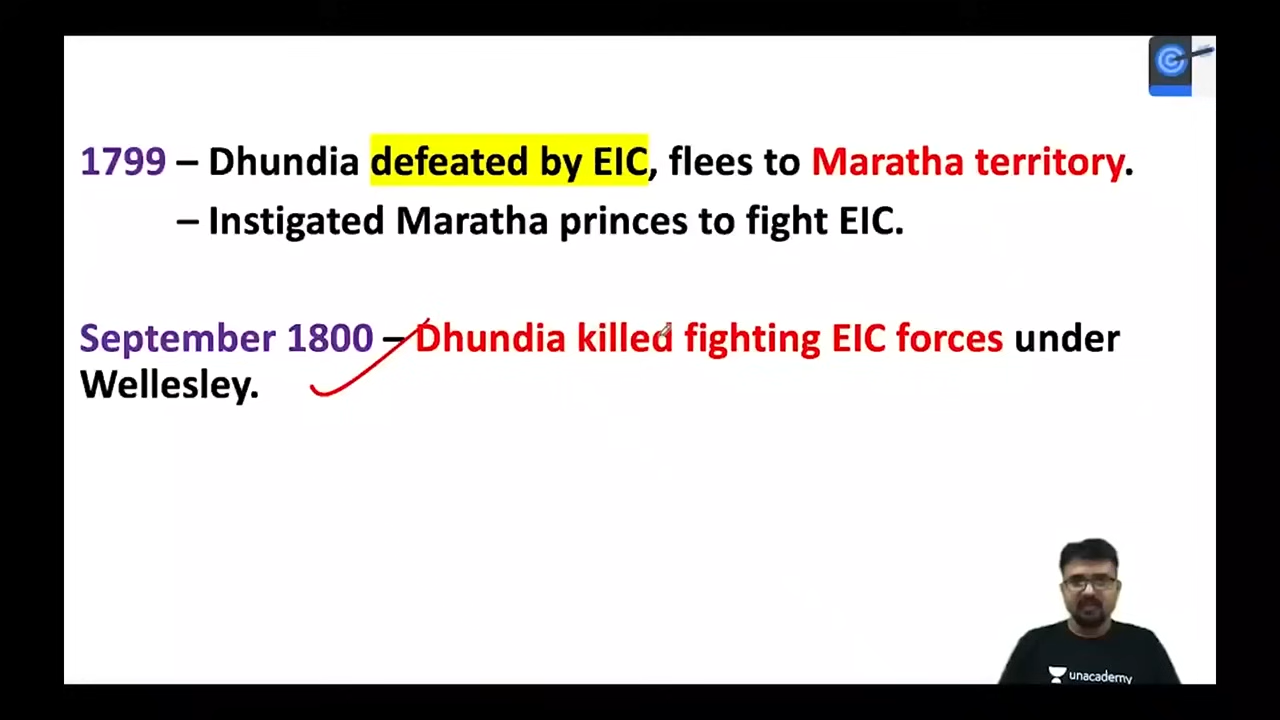 1799 – Dhundia defeated by EIC, flees to Maratha territory.
– Instigated Maratha princes to fight EIC.
September 1800 – Dhundia killed fighting EIC forces under
Wellesley.
unacademy